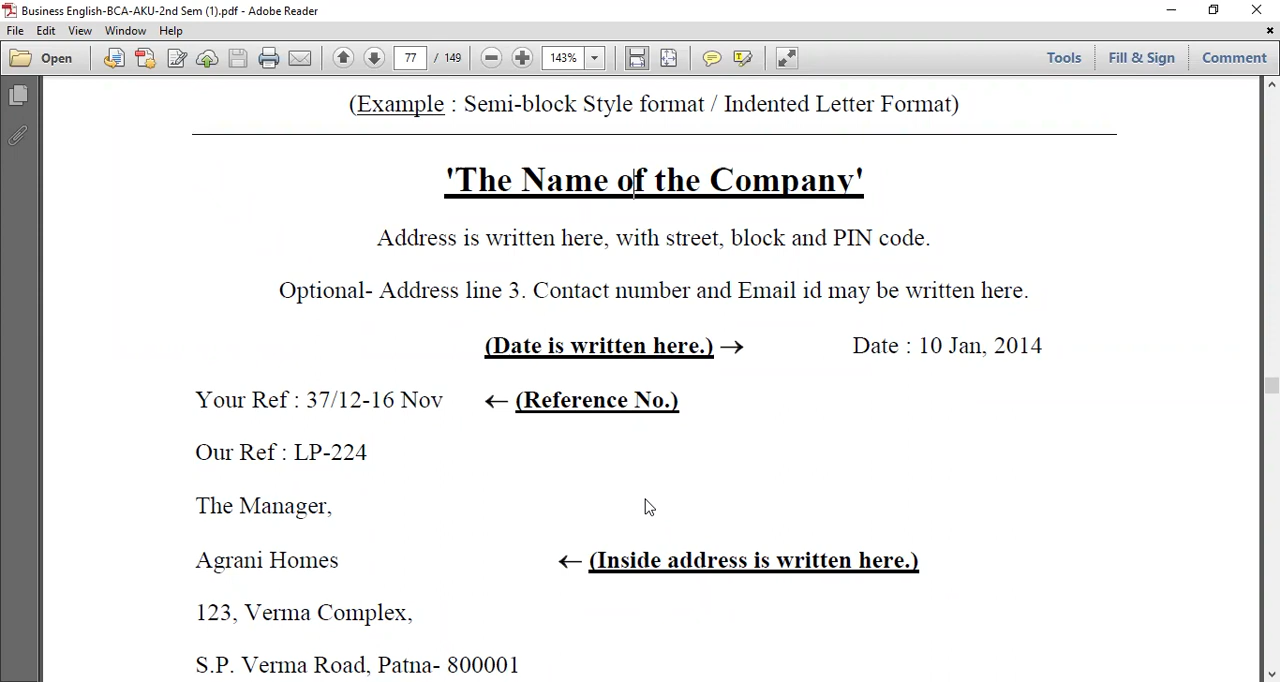 Business English-BCA-AKU-2nd Sem (1).pdf - Adobe Reader
File Edit View Window Help
Open 77 / 149 143% Tools Fill & Sign Comment
(Example : Semi-block Style format / Indented Letter Format)
'The Name of the Company'
Address is written here, with street, block and PIN code.
Optional- Address line 3. Contact number and Email id may be written here.
(Date is written here.) → Date : 10 Jan, 2014
Your Ref : 37/12-16 Nov ← (Reference No.)
Our Ref : LP-224
The Manager,
Agrani Homes ← (Inside address is written here.)
123, Verma Complex,
S.P. Verma Road, Patna- 800001